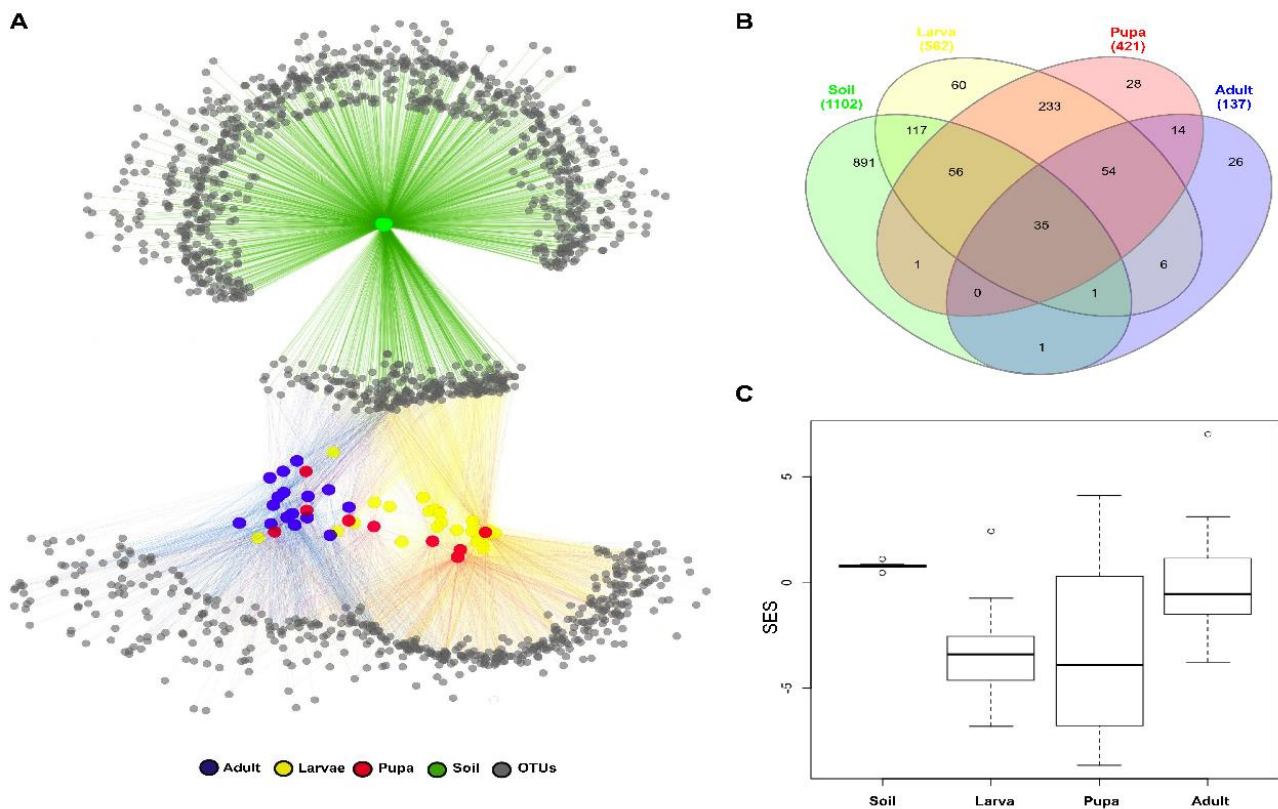 A
Adult Larvae Pupa Soil OTUs
B
Larva
(562)
Pupa
(421)
Soil
(1102)
Adult
(137)
60
28
233
117
14
891
56
54
26
35
1
6
0
1
1
C
SES
5
0
-5
Soil Larva Pupa Adult